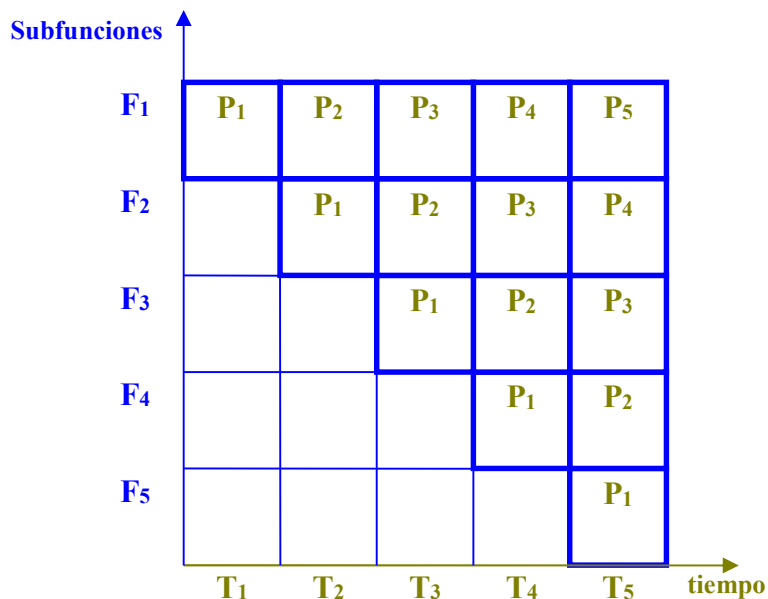 Subfunciones
F1 P1 P2 P3 P4 P5
F2 P1 P2 P3 P4
F3 P1 P2 P3
F4 P1 P2
F5 P1
T1 T2 T3 T4 T5 tiempo